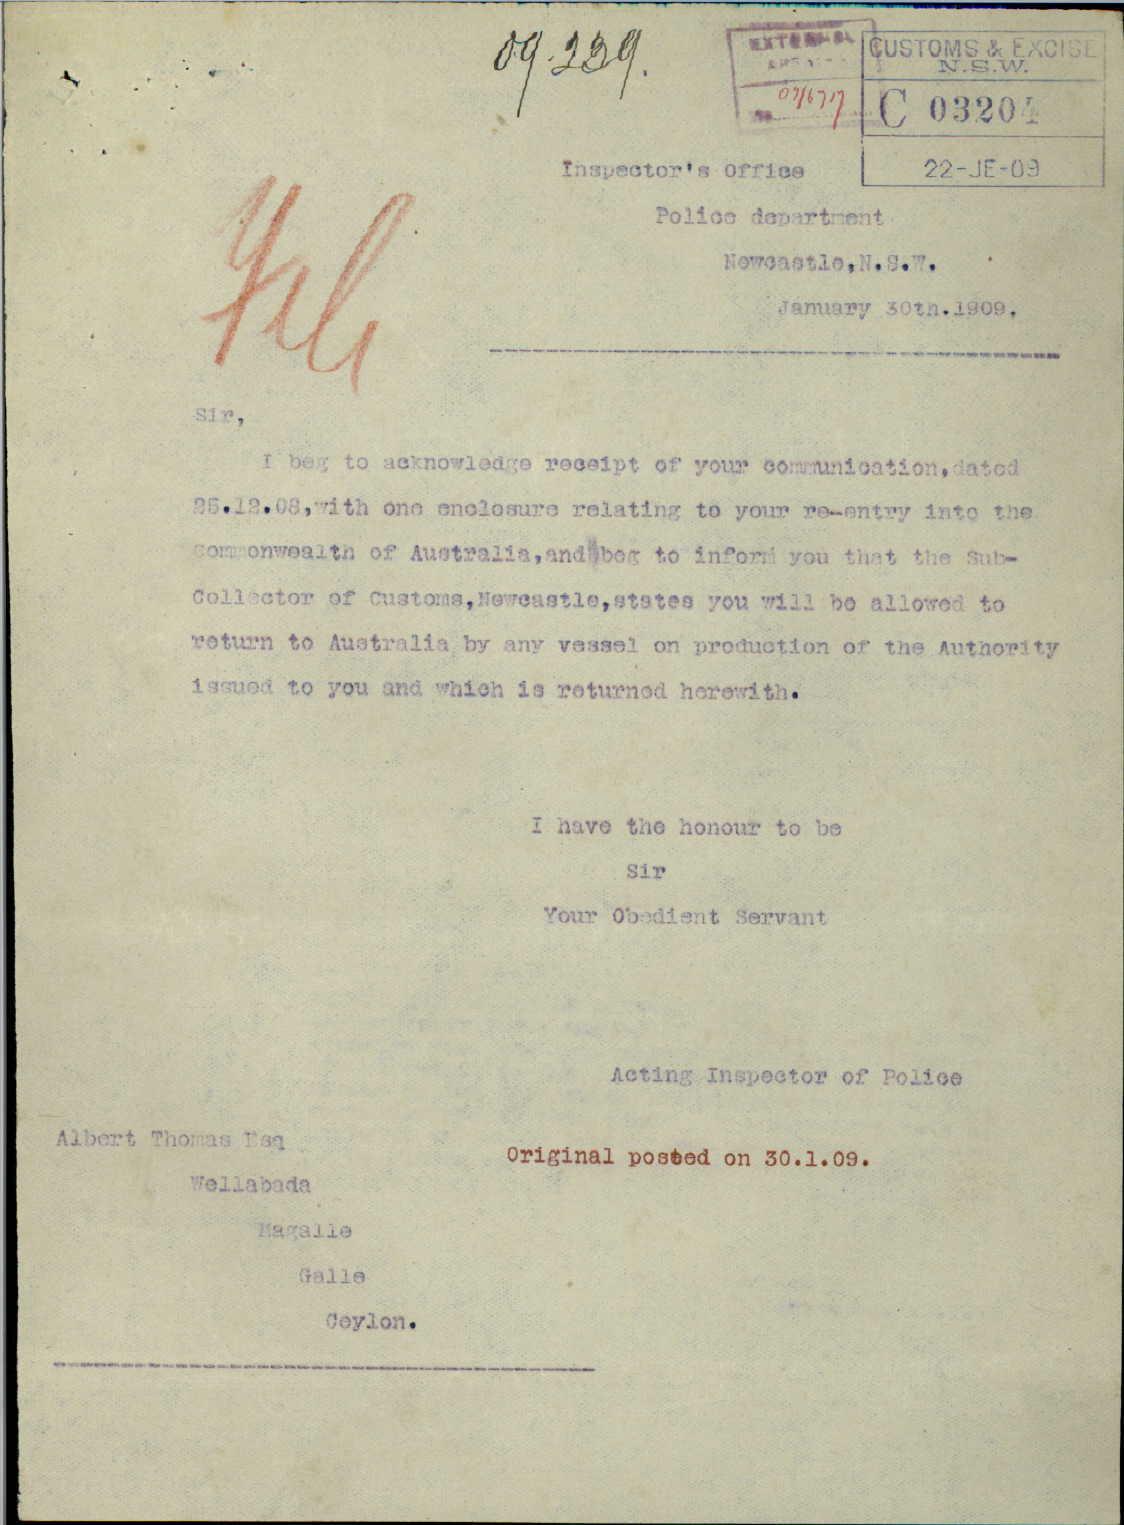 09.239.
EXTERNAL
CUSTOMS & EXCISE
N.S.W.
C 03204
22-JE-09
Inspector's Office
Police department
Newcastle,N.S.W.
January 30th.1909.
Sir,
I beg to acknowledge receipt of your communication,dated
25.12.08,with one enclosure relating to your re-entry into the
Commonwealth of Australia,and beg to inform you that the Sub-
Collector of Customs,Newcastle,states you will be allowed to
return to Australia by any vessel on production of the Authority
issued to you and which is returned herewith.
I have the honour to be
Sir
Your Obedient Servant
Acting Inspector of Police
Albert Thomas Esq
Original posted on 30.1.09.
Wellabada
Magalle
Galle
Ceylon.